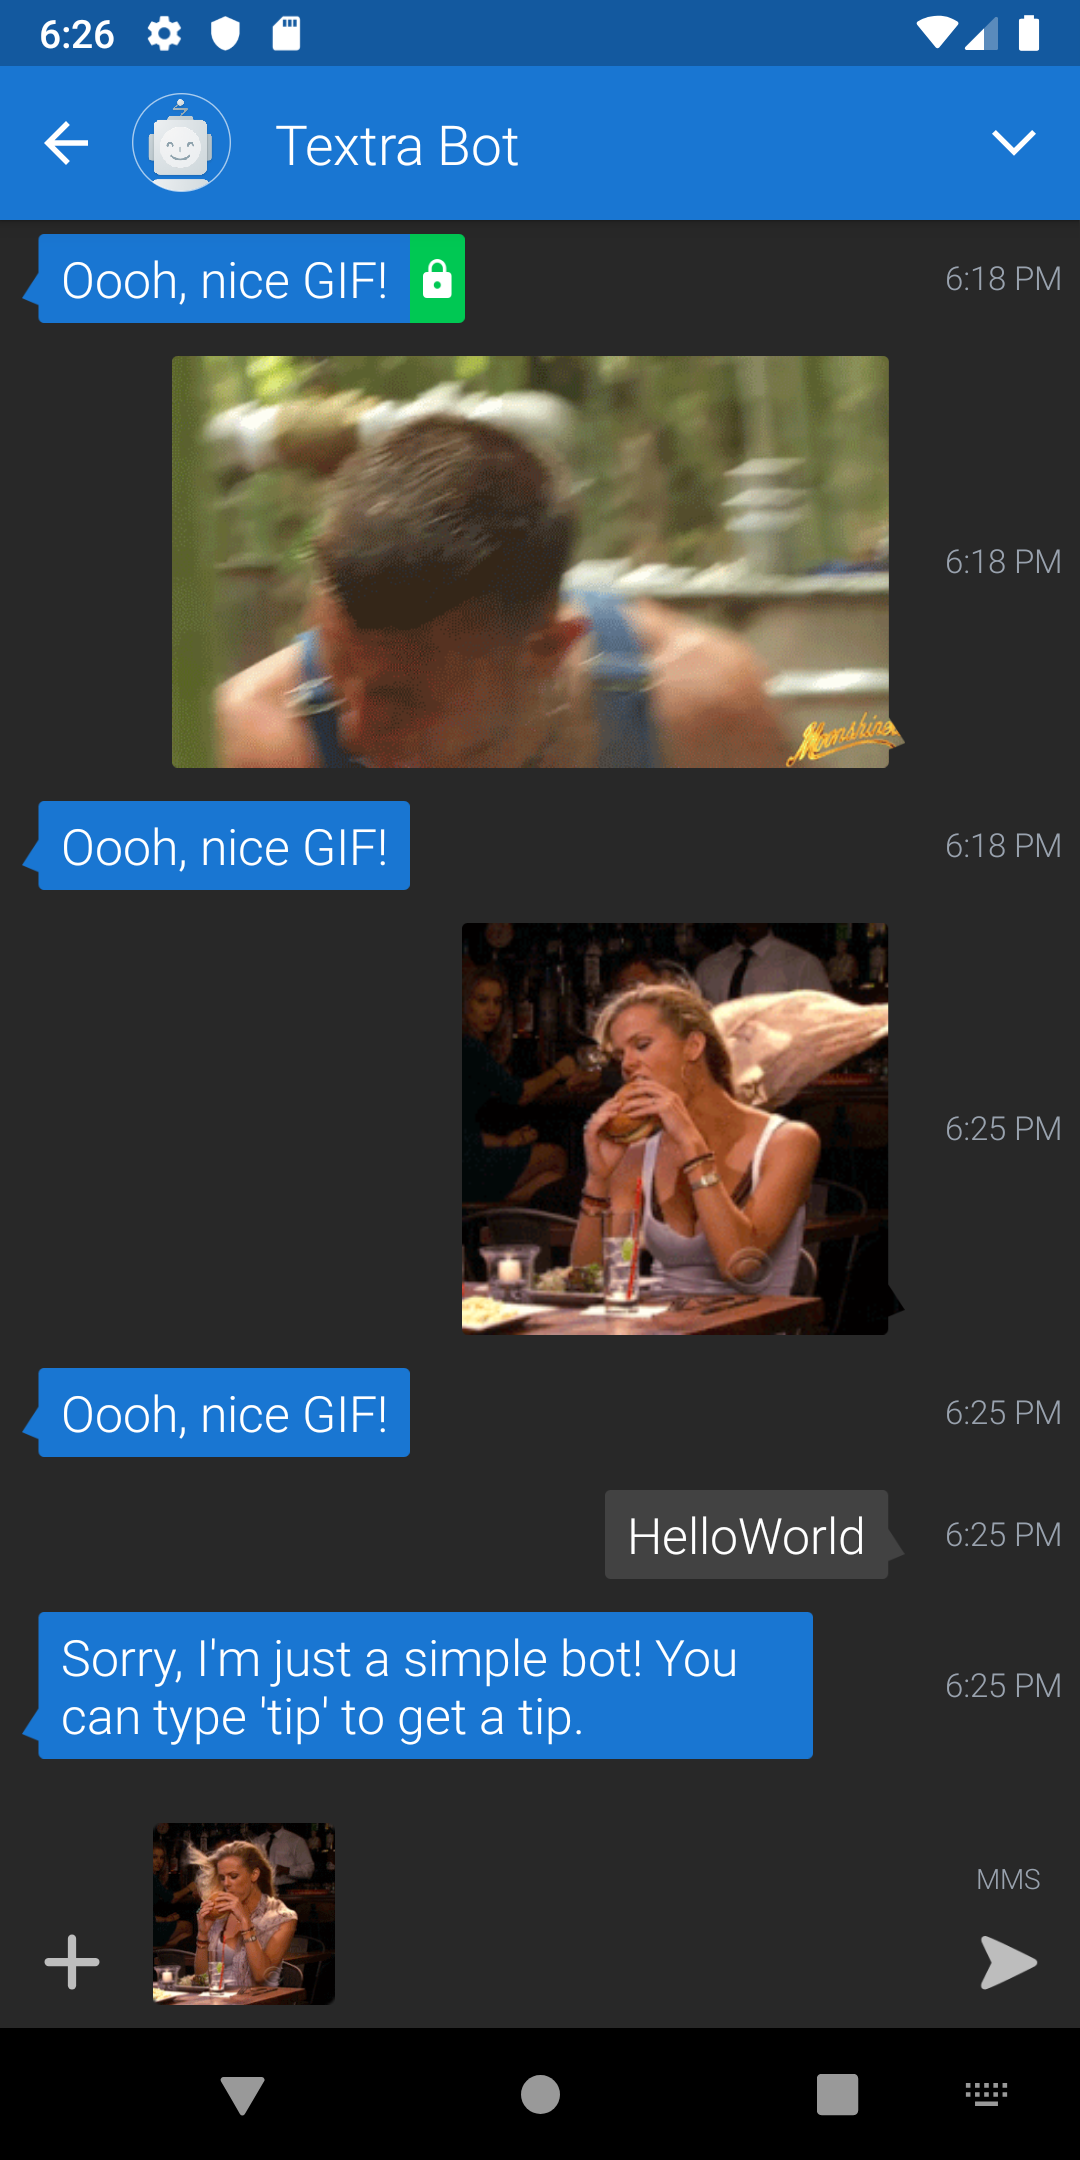 6:26
Textra Bot
Oooh, nice GIF!
6:18 PM
6:18 PM
Moonshiners
Oooh, nice GIF!
6:18 PM
6:25 PM
Oooh, nice GIF!
6:25 PM
HelloWorld
6:25 PM
Sorry, I'm just a simple bot! You
can type 'tip' to get a tip.
6:25 PM
MMS